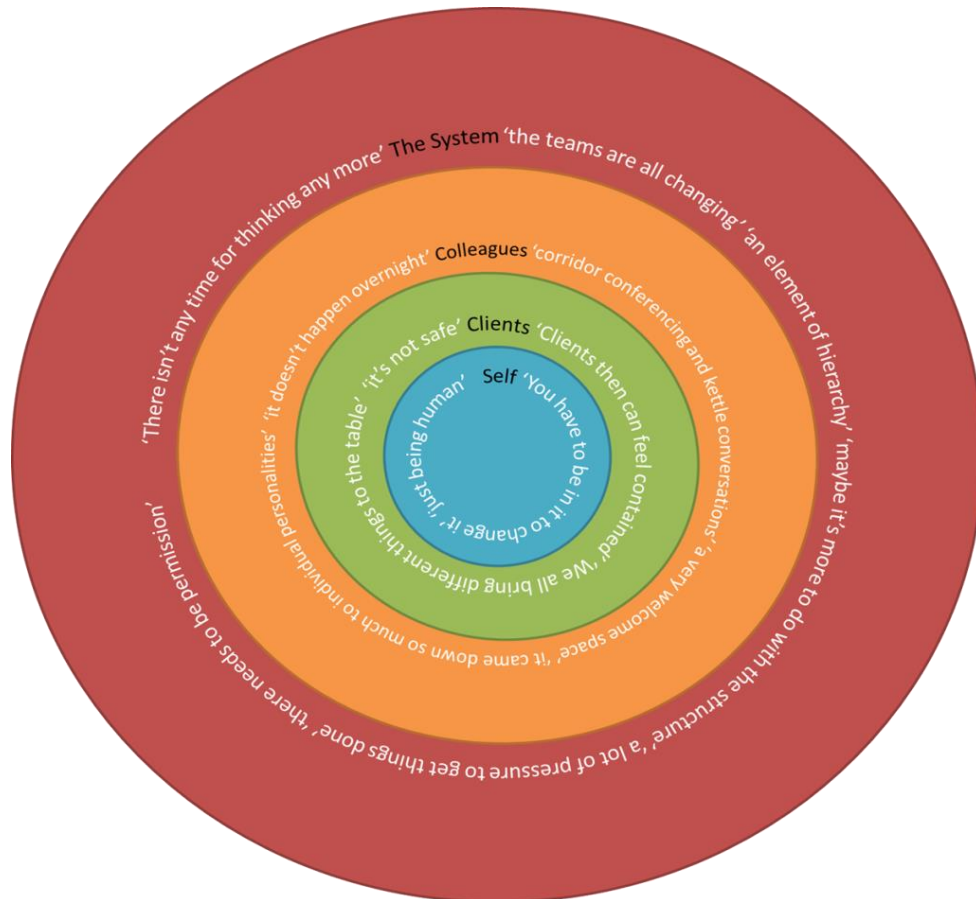 The System 'the teams are all changing' 'an element of hierarchy' 'maybe it's more to do with the structure' 'a lot of pressure to get things done' 'there needs to be permission' 'There isn't any time for thinking any more'
Colleagues 'corridor conferencing and kettle conversations' 'a very welcome space' 'it came down so much to individual personalities' 'it doesn't happen overnight'
Clients 'Clients then can feel contained' 'We all bring different things to the table' 'it's not safe'
Self 'You have to be in it to change it' 'just being human'